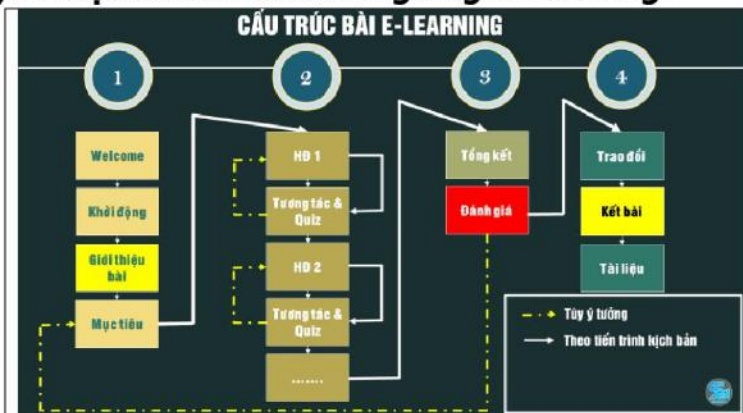 CẤU TRÚC BÀI E-LEARNING
1
2
3
4
Welcome
Khởi động
Giới thiệu
bài
Mục tiêu
HĐ 1
Tương tác &
Quiz
HĐ 2
Tương tác &
Quiz
.......
Tổng kết
Đánh giá
Trao đổi
Kết bài
Tài liệu
Tùy ý tưởng
Theo tiến trình kịch bản